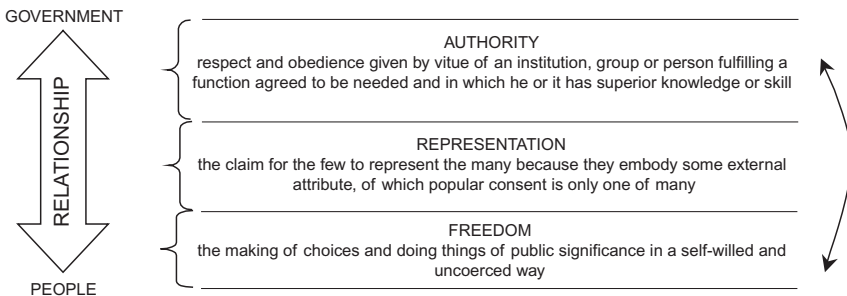 GOVERNMENT
RELATIONSHIP
PEOPLE
AUTHORITY
respect and obedience given by vitue of an institution, group or person fulfilling a
function agreed to be needed and in which he or it has superior knowledge or skill
REPRESENTATION
the claim for the few to represent the many because they embody some external
attribute, of which popular consent is only one of many
FREEDOM
the making of choices and doing things of public significance in a self-willed and
uncoerced way